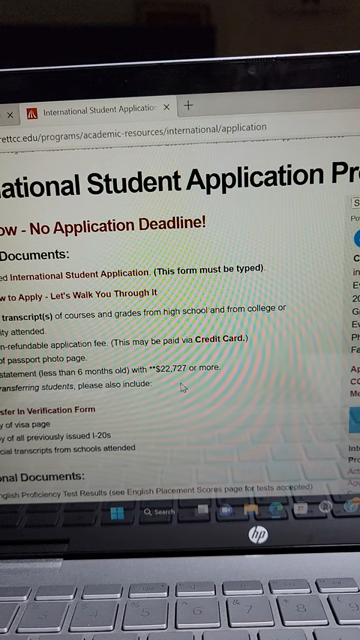 International Student Applicatio
rettcc.edu/programs/academic-resources/international/application
ational Student Application Pr
ow - No Application Deadline!
Documents:
ed International Student Application. (This form must be typed).
w to Apply - Let's Walk You Through It
transcript(s) of courses and grades from high school and from college or
ity attended.
n-refundable application fee. (This may be paid via Credit Card.)
of passport photo page.
statement (less than 6 months old) with **$22,727 or more.
ransferring students, please also include:
sfer In Verification Form
y of visa page
y of all previously issued I-20s
cial transcripts from schools attended
onal Documents:
nglish Proficiency Test Results (see English Placement Scores page for tests accepted)
Search
hp